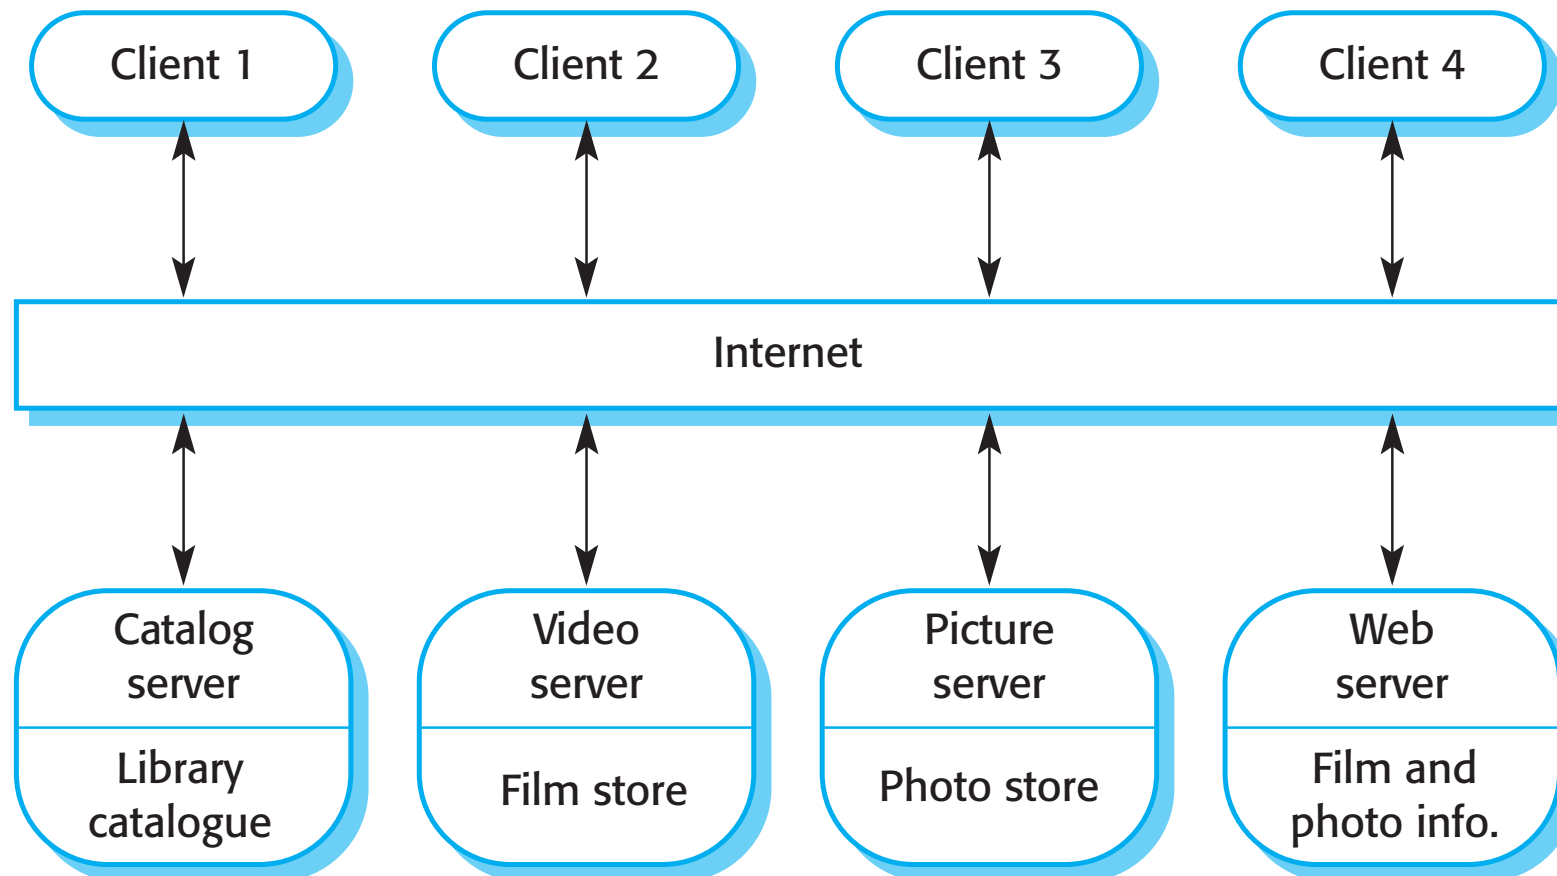 Client 1
Client 2
Client 3
Client 4
Internet
Catalog
server
Library
catalogue
Video
server
Film store
Picture
server
Photo store
Web
server
Film and
photo info.